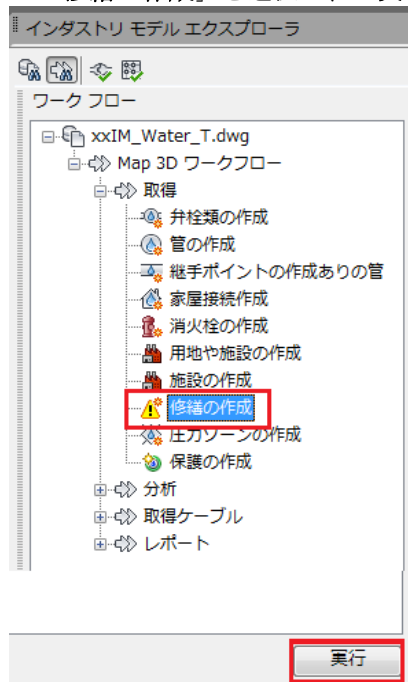 インダストリ モデル エクスプローラ
ワーク フロー
xxIM_Water_T.dwg
Map 3D ワークフロー
取得
弁栓類の作成
管の作成
継手ポイントの作成ありの管
家屋接続作成
消火栓の作成
用地や施設の作成
施設の作成
修繕の作成
圧力ゾーンの作成
保護の作成
分析
取得ケーブル
レポート
実行